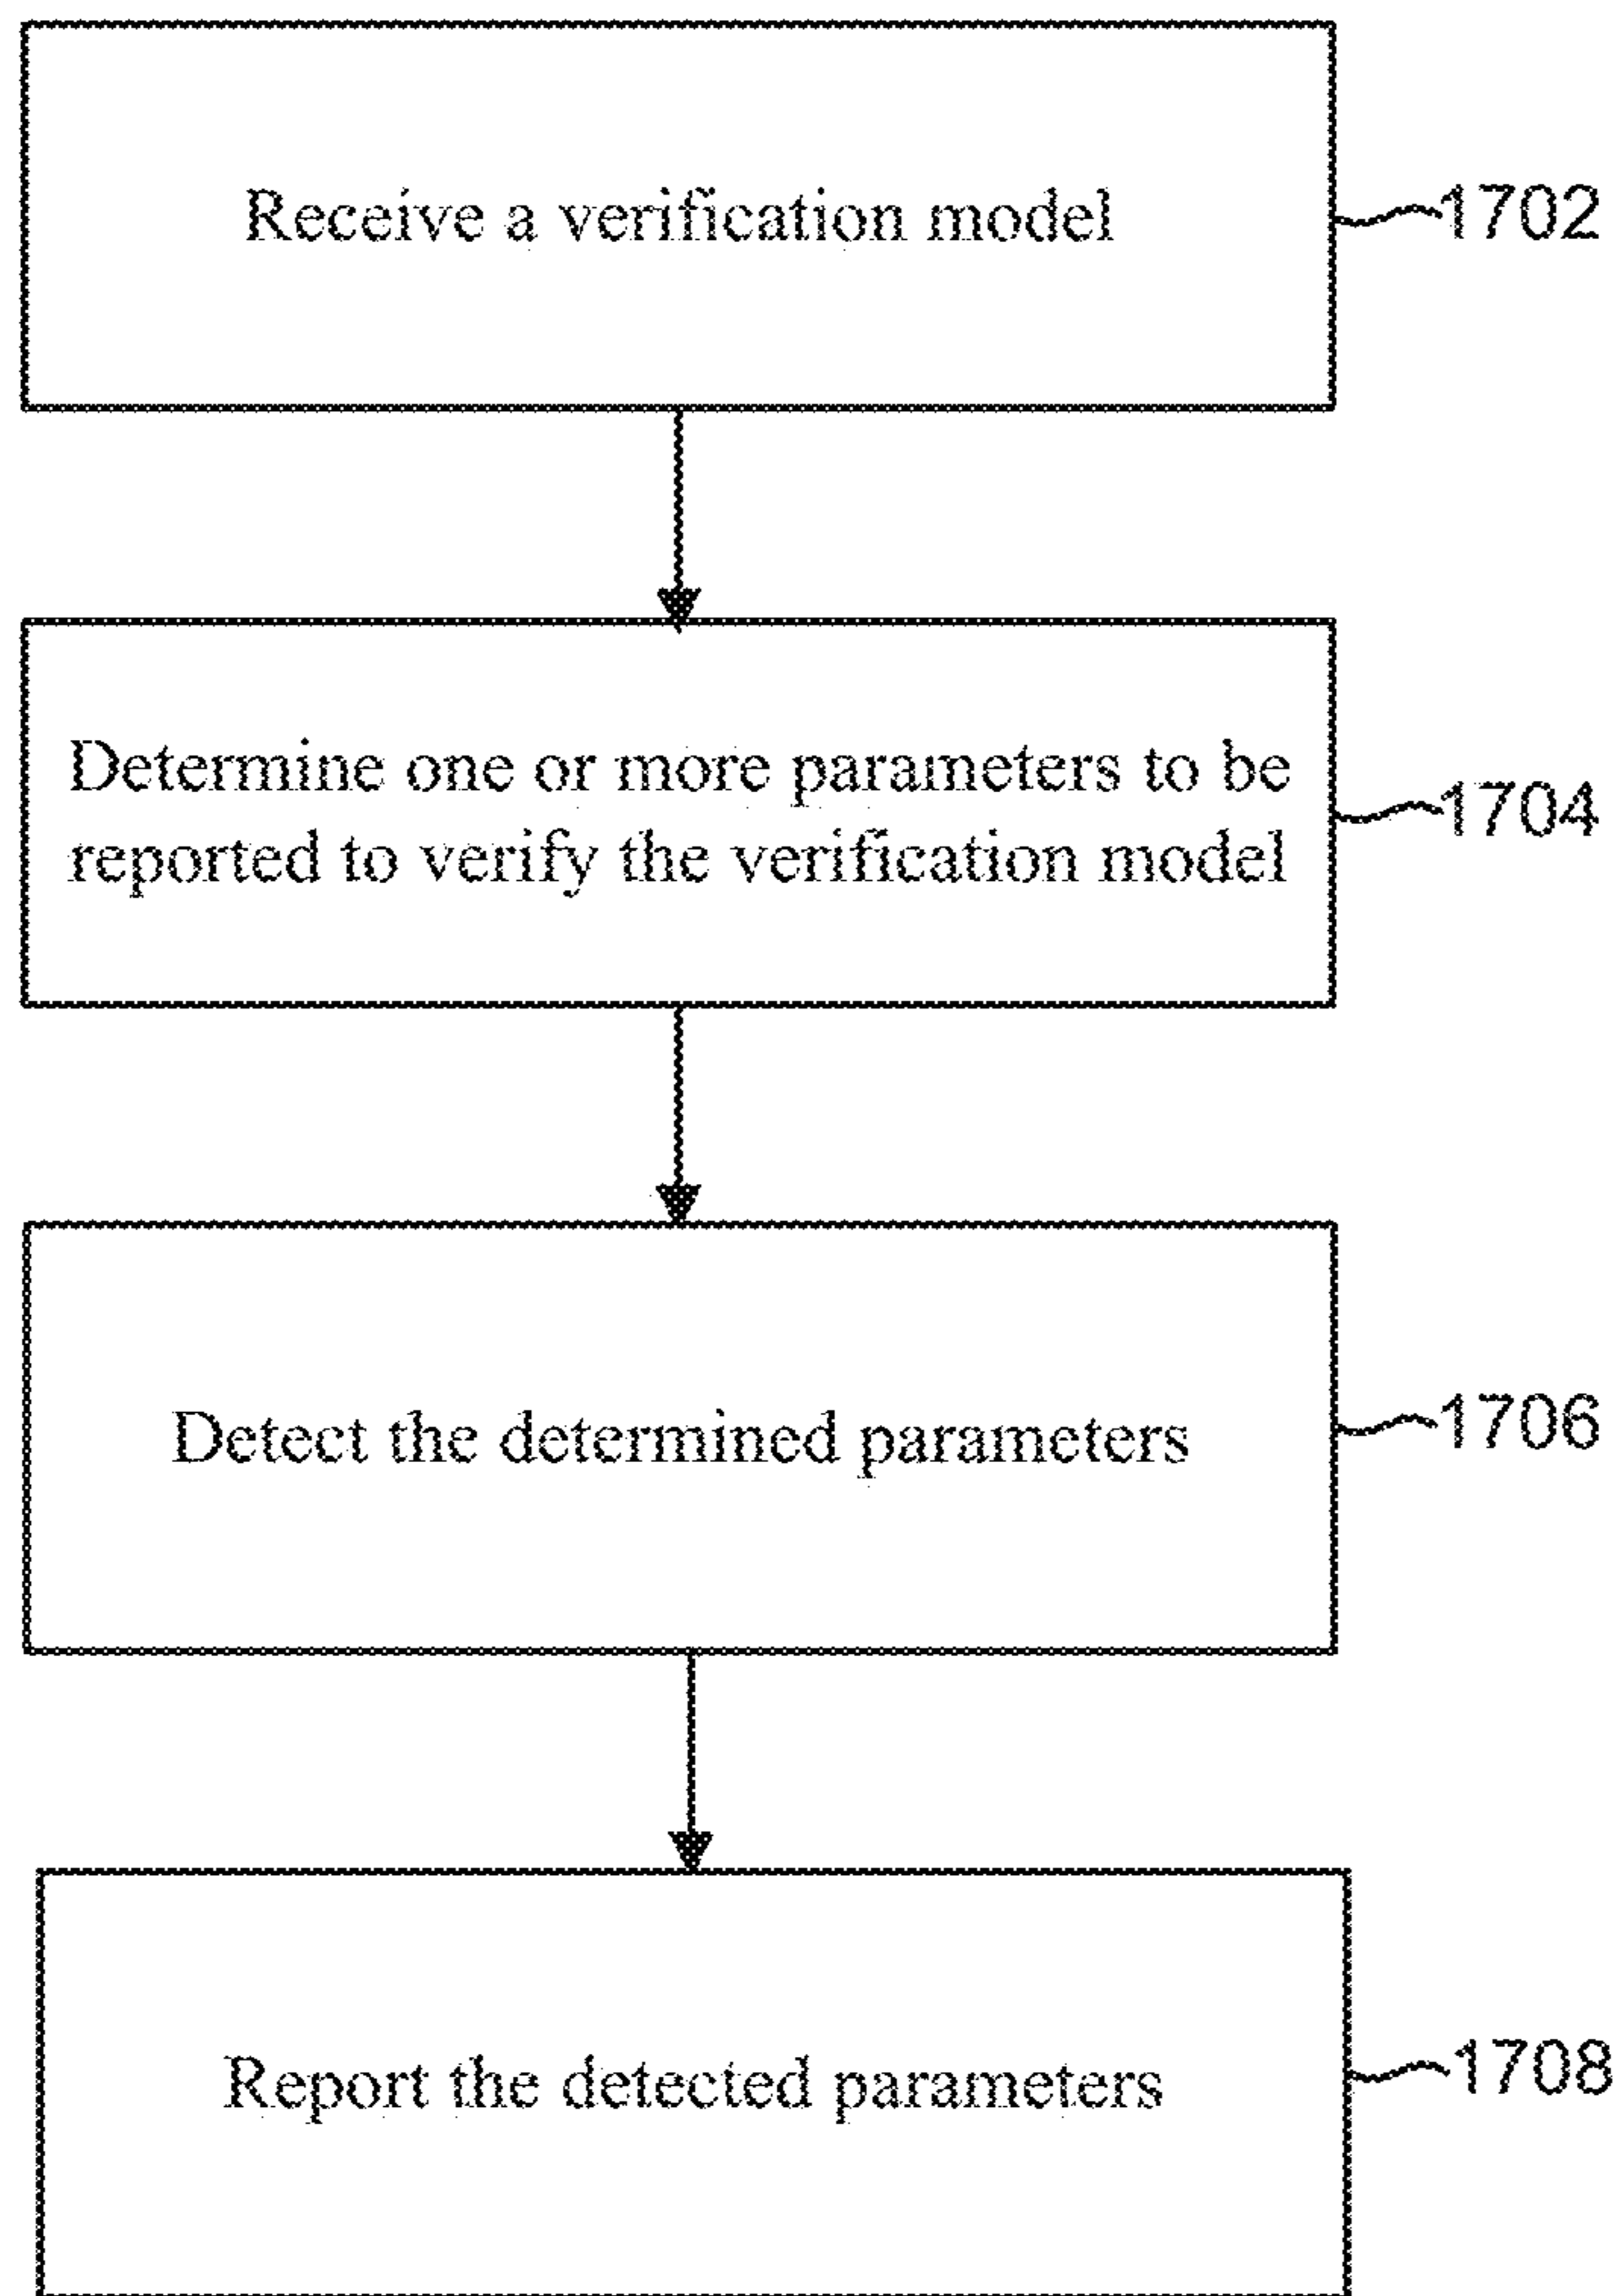 Receive a verification model
1702
Determine one or more parameters to be
reported to verify the verification model
1704
Detect the determined parameters
1706
Report the detected parameters
1708